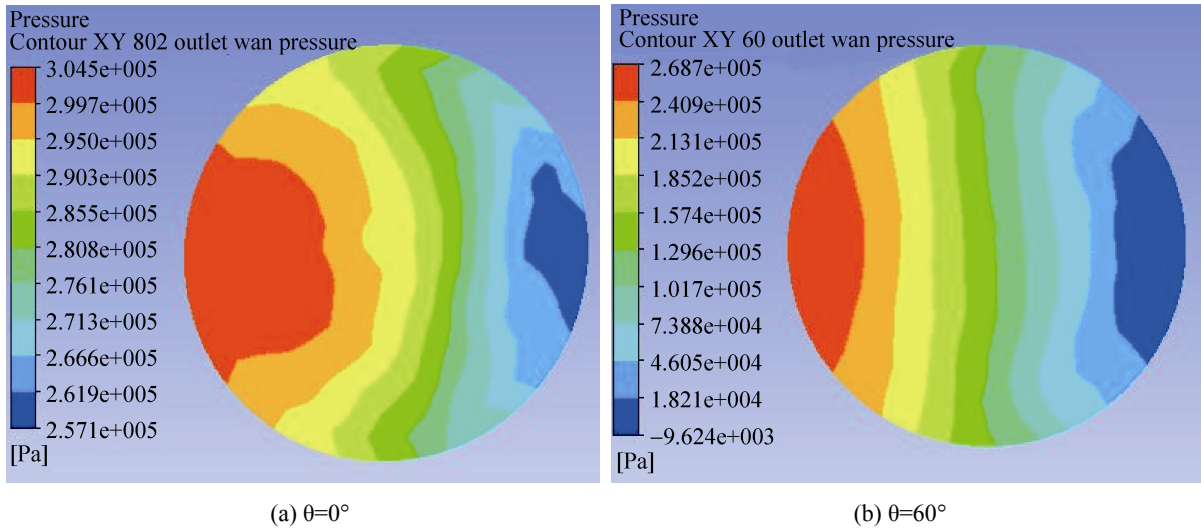 Pressure
Contour XY 802 outlet wan pressure
3.045e+005
2.997e+005
2.950e+005
2.903e+005
2.855e+005
2.808e+005
2.761e+005
2.713e+005
2.666e+005
2.619e+005
2.571e+005
[Pa]
(a) θ=0°
Pressure
Contour XY 60 outlet wan pressure
2.687e+005
2.409e+005
2.131e+005
1.852e+005
1.574e+005
1.296e+005
1.017e+005
7.388e+004
4.605e+004
1.821e+004
−9.624e+003
[Pa]
(b) θ=60°